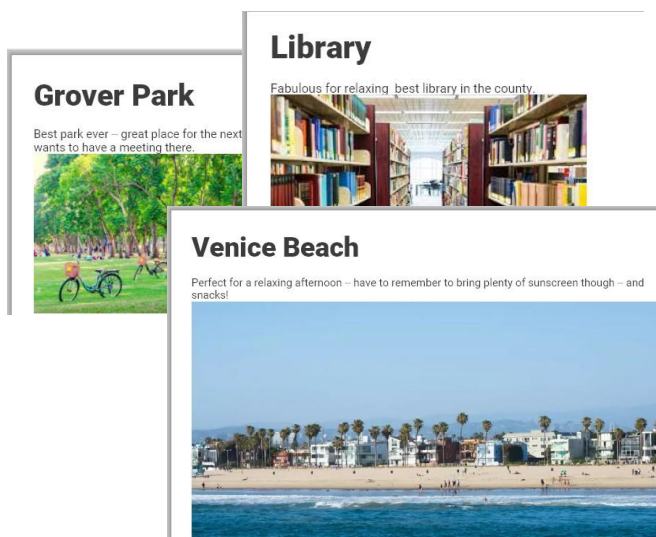 Library
Fabulous for relaxing best library in the county.
Grover Park
Best park ever – great place for the next
wants to have a meeting there.
Venice Beach
Perfect for a relaxing afternoon – have to remember to bring plenty of sunscreen though – and
snacks!